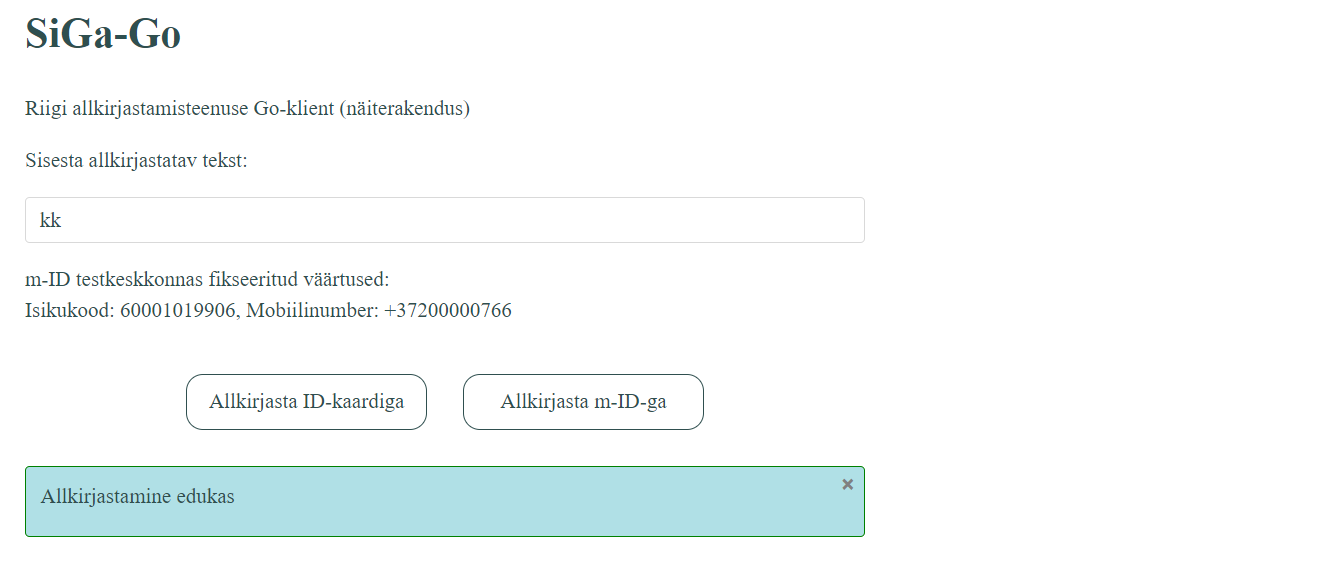 SiGa-Go
Riigi allkirjastamisteenuse Go-klient (näiterakendus)
Sisesta allkirjastatav tekst:
kk
m-ID testkeskkonnas fikseeritud väärtused:
Isikukood: 60001019906, Mobiilinumber: +37200000766
Allkirjasta ID-kaardiga
Allkirjasta m-ID-ga
Allkirjastamine edukas
×